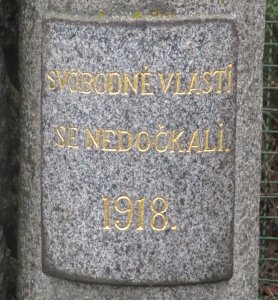 SVOBODNÉ VLASTI
SE NEDOČKALI.
1918.